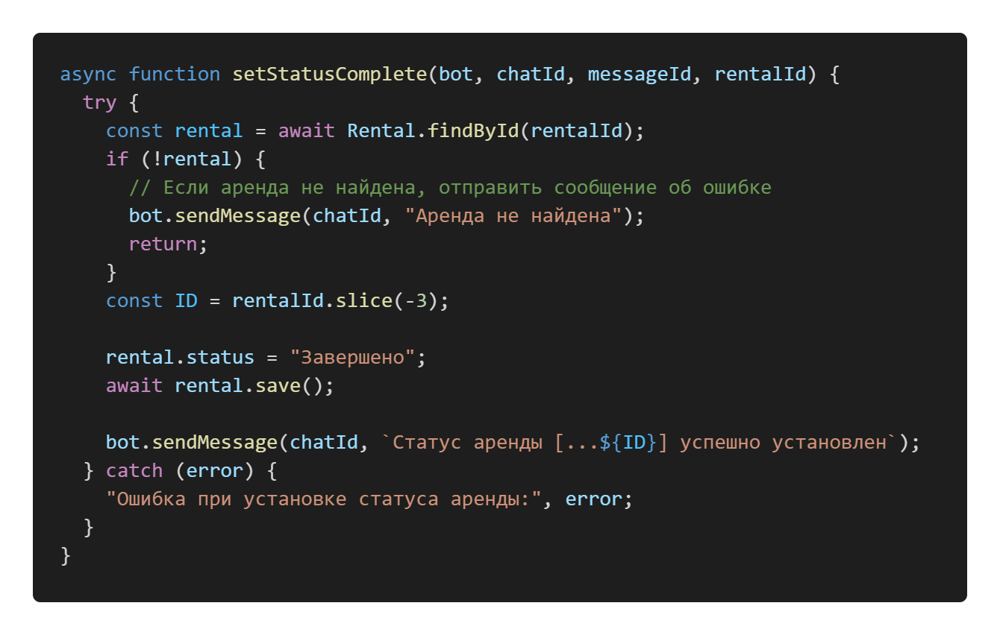 async function setStatusComplete(bot, chatId, messageId, rentalId) {
  try {
    const rental = await Rental.findById(rentalId);
    if (!rental) {
      // Если аренда не найдена, отправить сообщение об ошибке
      bot.sendMessage(chatId, "Аренда не найдена");
      return;
    }
    const ID = rentalId.slice(-3);

    rental.status = "Завершено";
    await rental.save();

    bot.sendMessage(chatId, `Статус аренды [...${ID}] успешно установлен`);
  } catch (error) {
    "Ошибка при установке статуса аренды:", error;
  }
}